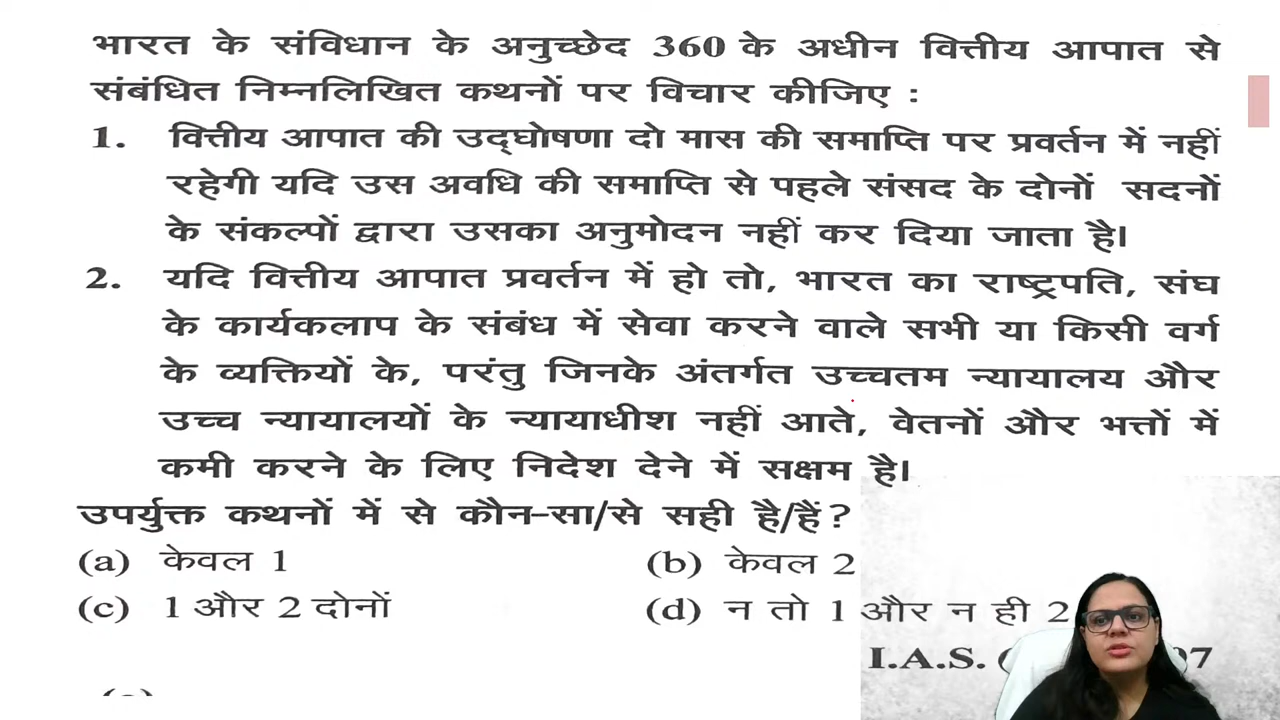 भारत के संविधान के अनुच्छेद 360 के अधीन वित्तीय आपात से
संबंधित निम्नलिखित कथनों पर विचार कीजिए :
1. वित्तीय आपात की उद्घोषणा दो मास की समाप्ति पर प्रवर्तन में नहीं
रहेगी यदि उस अवधि की समाप्ति से पहले संसद के दोनों सदनों
के संकल्पों द्वारा उसका अनुमोदन नहीं कर दिया जाता है।
2. यदि वित्तीय आपात प्रवर्तन में हो तो, भारत का राष्ट्रपति, संघ
के कार्यकलाप के संबंध में सेवा करने वाले सभी या किसी वर्ग
के व्यक्तियों के, परंतु जिनके अंतर्गत उच्चतम न्यायालय और
उच्च न्यायालयों के न्यायाधीश नहीं आते, वेतनों और भत्तों में
कमी करने के लिए निदेश देने में सक्षम है।
उपर्युक्त कथनों में से कौन-सा/से सही है/हैं?
(a) केवल 1 (b) केवल 2
(c) 1 और 2 दोनों (d) न तो 1 और न ही 2
I.A.S.